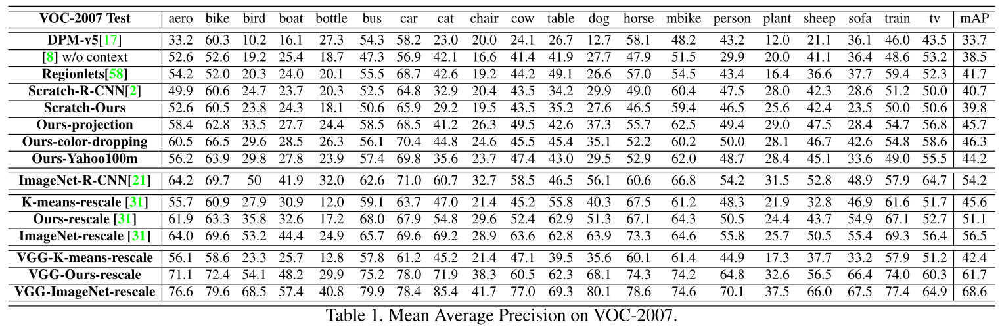 VOC-2007 Test aero bike bird boat bottle bus car cat chair cow table dog horse mbike person plant sheep sofa train tv mAP
DPM-v5[17] 33.2 60.3 10.2 16.1 27.3 54.3 58.2 23.0 20.0 24.1 26.7 12.7 58.1 48.2 43.2 12.0 21.1 36.1 46.0 43.5 33.7
[8] w/o context 52.6 52.6 19.2 25.4 18.7 47.3 56.9 42.1 16.6 41.4 41.9 27.7 47.9 51.5 29.9 20.0 41.1 36.4 48.6 53.2 38.5
Regionlets[58] 54.2 52.0 20.3 24.0 20.1 55.5 68.7 42.6 19.2 44.2 49.1 26.6 57.0 54.5 43.4 16.4 36.6 37.7 59.4 52.3 41.7
Scratch-R-CNN[2] 49.9 60.6 24.7 23.7 20.3 52.5 64.8 32.9 20.4 43.5 34.2 29.9 49.0 60.4 47.5 28.0 42.3 28.6 51.2 50.0 40.7
Scratch-Ours 52.6 60.5 23.8 24.3 18.1 50.6 65.9 29.2 19.5 43.5 35.2 27.6 46.5 59.4 46.5 25.6 42.4 23.5 50.0 50.6 39.8
Ours-projection 58.4 62.8 33.5 27.7 24.4 58.5 68.5 41.2 26.3 49.5 42.6 37.3 55.7 62.5 49.4 29.0 47.5 28.4 54.7 56.8 45.7
Ours-color-dropping 60.5 66.5 29.6 28.5 26.3 56.1 70.4 44.8 24.6 45.5 45.4 35.1 52.2 60.2 50.0 28.1 46.7 42.6 54.8 58.6 46.3
Ours-Yahoo100m 56.2 63.9 29.8 27.8 23.9 57.4 69.8 35.6 23.7 47.4 43.0 29.5 52.9 62.0 48.7 28.4 45.1 33.6 49.0 55.5 44.2
ImageNet-R-CNN[21] 64.2 69.7 50 41.9 32.0 62.6 71.0 60.7 32.7 58.5 46.5 56.1 60.6 66.8 54.2 31.5 52.8 48.9 57.9 64.7 54.2
K-means-rescale [31] 55.7 60.9 27.9 30.9 12.0 59.1 63.7 47.0 21.4 45.2 55.8 40.3 67.5 61.2 48.3 21.9 32.8 46.9 61.6 51.7 45.6
Ours-rescale [31] 61.9 63.3 35.8 32.6 17.2 68.0 67.9 54.8 29.6 52.4 62.9 51.3 67.1 64.3 50.5 24.4 43.7 54.9 67.1 52.7 51.1
ImageNet-rescale [31] 64.0 69.6 53.2 44.4 24.9 65.7 69.6 69.2 28.9 63.6 62.8 63.9 73.3 64.6 55.8 25.7 50.5 55.4 69.3 56.4 56.5
VGG-K-means-rescale 56.1 58.6 23.3 25.7 12.8 57.8 61.2 45.2 21.4 47.1 39.5 35.6 60.1 61.4 44.9 17.3 37.7 33.2 57.9 51.2 42.4
VGG-Ours-rescale 71.1 72.4 54.1 48.2 29.9 75.2 78.0 71.9 38.3 60.5 62.3 68.1 74.3 74.2 64.8 32.6 56.5 66.4 74.0 60.3 61.7
VGG-ImageNet-rescale 76.6 79.6 68.5 57.4 40.8 79.9 78.4 85.4 41.7 77.0 69.3 80.1 78.6 74.6 70.1 37.5 66.0 67.5 77.4 64.9 68.6
Table 1. Mean Average Precision on VOC-2007.